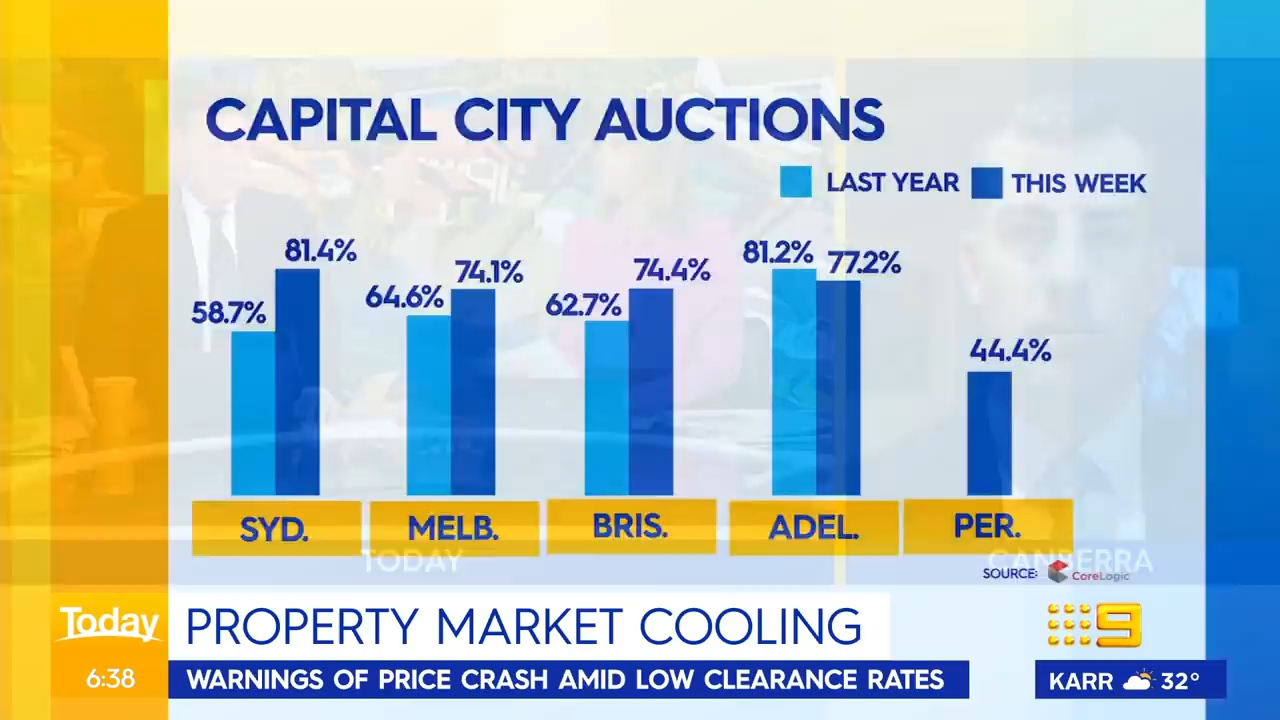 CAPITAL CITY AUCTIONS
LAST YEAR THIS WEEK
58.7% 81.4% 64.6% 74.1% 62.7% 74.4% 81.2% 77.2% 44.4%
SYD. MELB. BRIS. ADEL. PER.
TODAY CANBERRA
SOURCE: CoreLogic
Today PROPERTY MARKET COOLING 9
6:38 WARNINGS OF PRICE CRASH AMID LOW CLEARANCE RATES KARR 32°